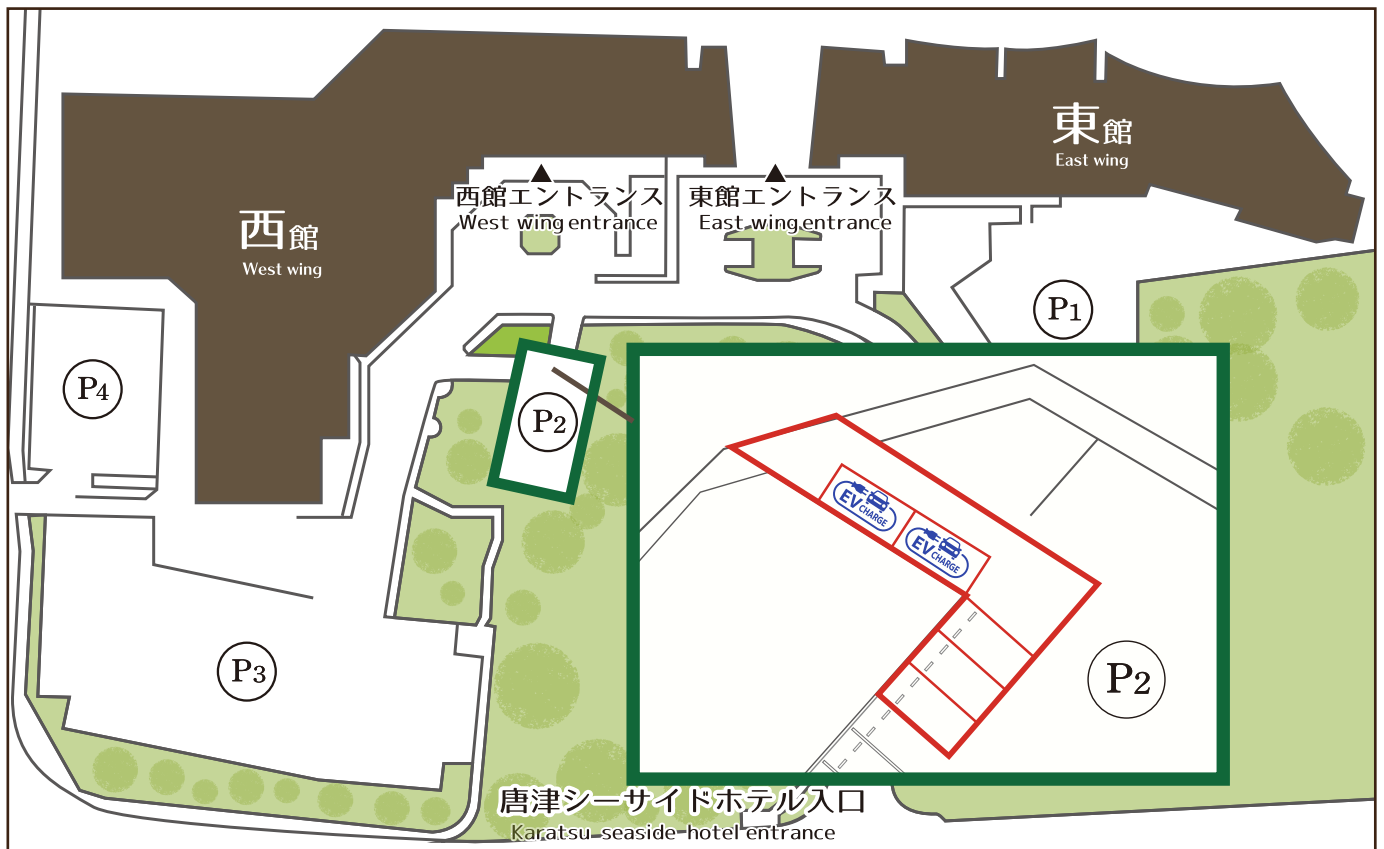 東館
East wing
西館エントランス
West wing entrance
東館エントランス
East wing entrance
西館
West wing
P1
P4
P2
EV CHARGE
EV CHARGE
P3
P2
唐津シーサイドホテル入口
Karatsu seaside hotel entrance